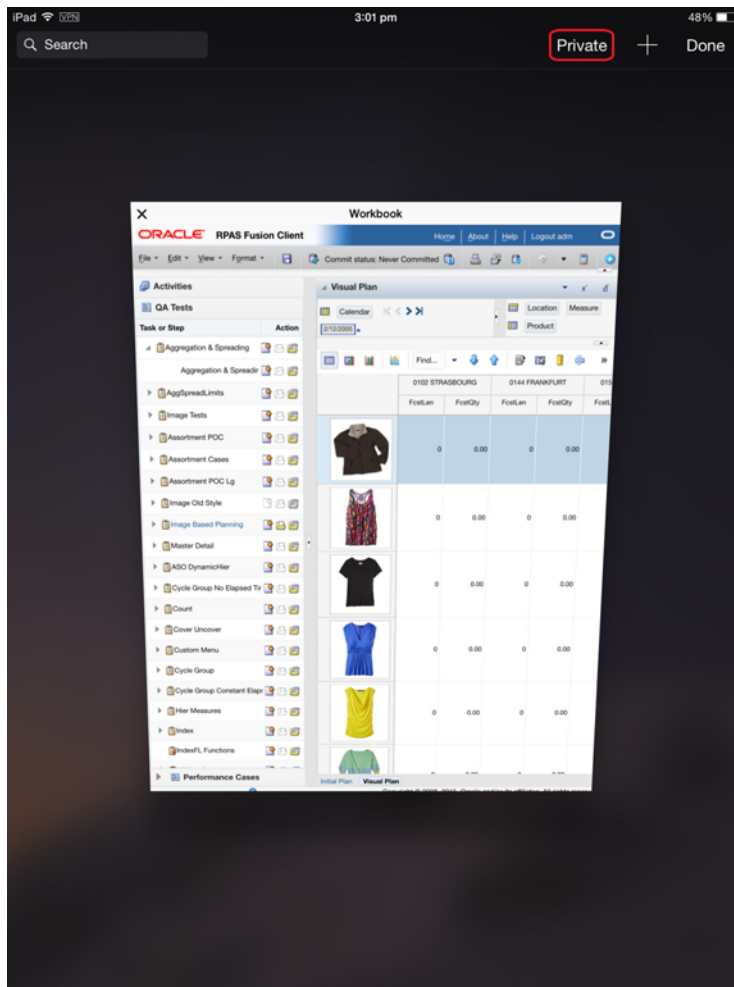 iPad VPN 3:01 pm 48%
Search Private Done
Workbook
ORACLE RPAS Fusion Client Home About Help Logout adm
File Edit View Format Commit status: Never Committed
Activities
QA Tests
Task or Step Action
Aggregation & Spreading
Aggregation & Spreadir
AggSpreadLimits
Image Tests
Assortment POC
Assortment Cases
Assortment POC Lg
Image Old Style
Image Based Planning
Master Detail
ASO DynamicHier
Cycle Group No Elapsed Tir
Count
Cover Uncover
Custom Menu
Cycle Group
Cycle Group Constant Elaps
Hier Measures
Index
IndexFL Functions
Performance Cases
Visual Plan
Calendar Location Measure
2/12/2005 Product
Find...
0102 STRASBOURG 0144 FRANKFURT 015
FcstLen FcstQty FcstLen FcstQty FcstL
0 0.00 0 0.00
0 0.00 0 0.00
0 0.00 0 0.00
0 0.00 0 0.00
0 0.00 0 0.00
Initial Plan Visual Plan